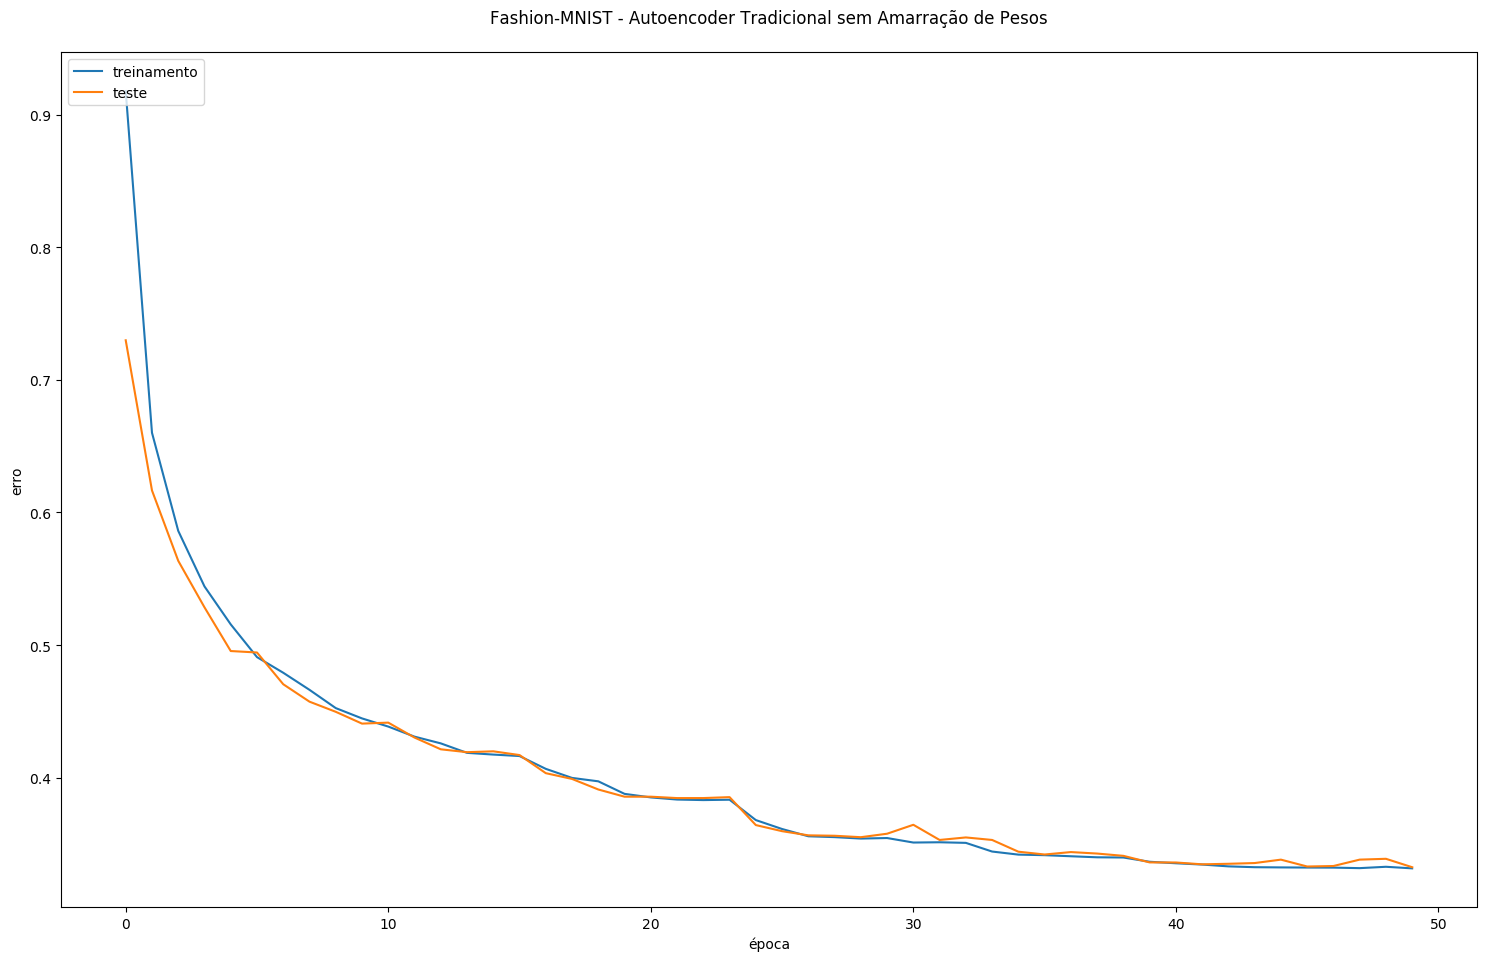 Fashion-MNIST - Autoencoder Tradicional sem Amarração de Pesos
treinamento
teste
0.9
0.8
0.7
0.6
0.5
0.4
erro
0
10
20
30
40
50
época